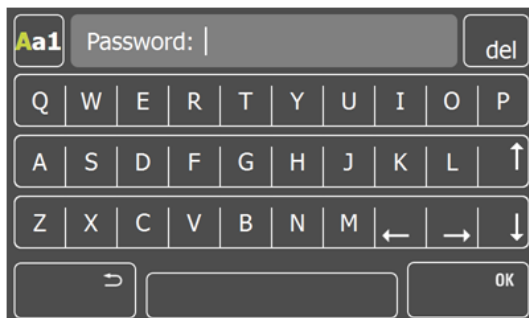 Aa1 Password: | del
Q W E R T Y U I O P
A S D F G H J K L ↑
Z X C V B N M ← → ↓
⮌ OK